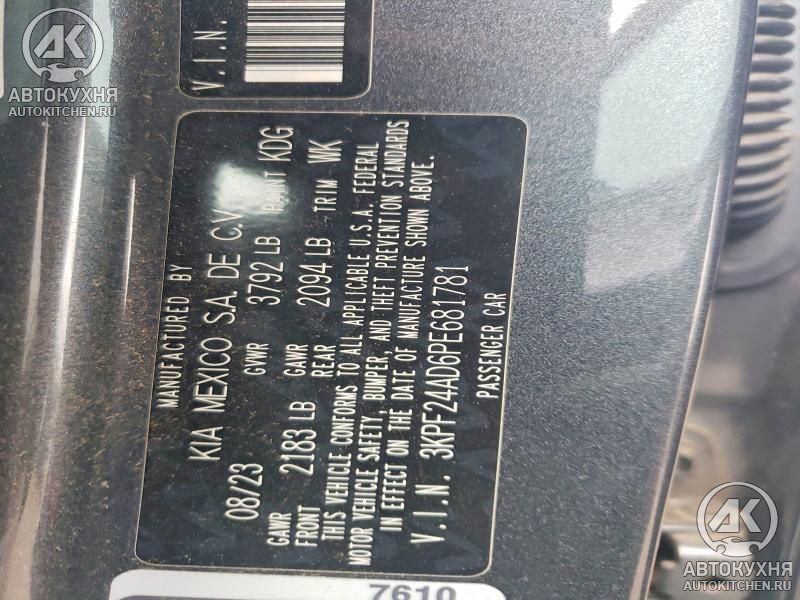 АК
АВТОКУХНЯ
AUTOKITCHEN.RU
V.I.N.
MANUFACTURED BY
KIA MEXICO S.A. DE C.V
08/23 GVWR 3792 LB PAINT KDG
GAWR FRONT 2183 LB GAWR REAR 2094 LB TRIM WK
THIS VEHICLE CONFORMS TO ALL APPLICABLE U.S.A. FEDERAL
MOTOR VEHICLE SAFETY, BUMPER, AND THEFT PREVENTION STANDARDS
IN EFFECT ON THE DATE OF MANUFACTURE SHOWN ABOVE.
V.I.N. 3KPF24AD6PE681781
PASSENGER CAR
7610
АК
АВТОКУХНЯ
AUTOKITCHEN.RU